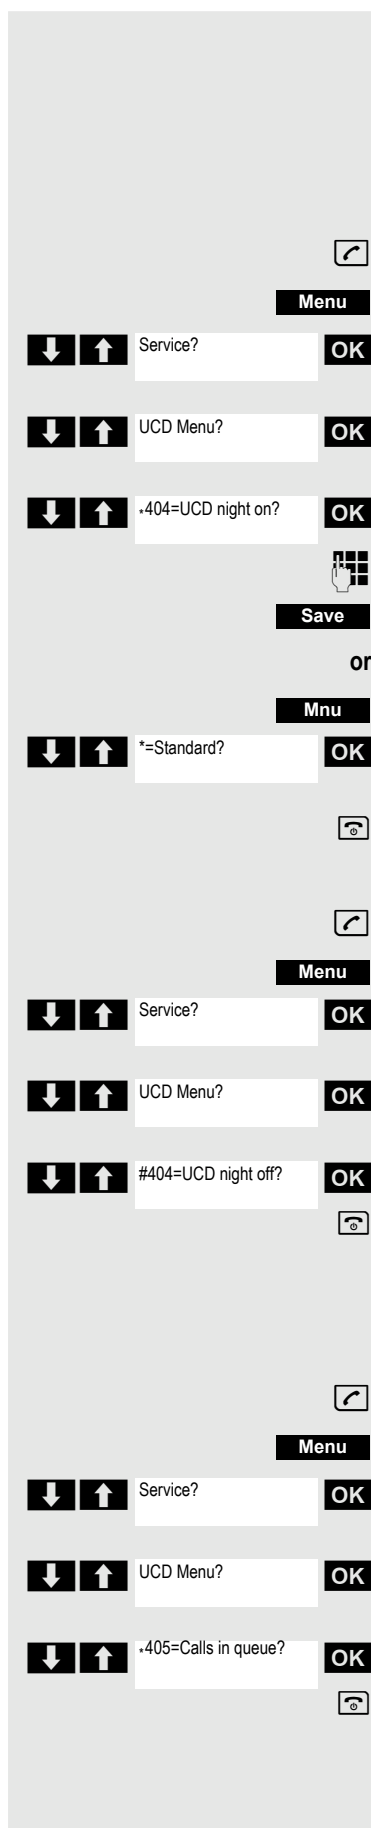 Menu
Service? OK
UCD Menu? OK
*404=UCD night on? OK
Save
or
Mnu
*=Standard? OK
Menu
Service? OK
UCD Menu? OK
#404=UCD night off? OK
Menu
Service? OK
UCD Menu? OK
*405=Calls in queue? OK